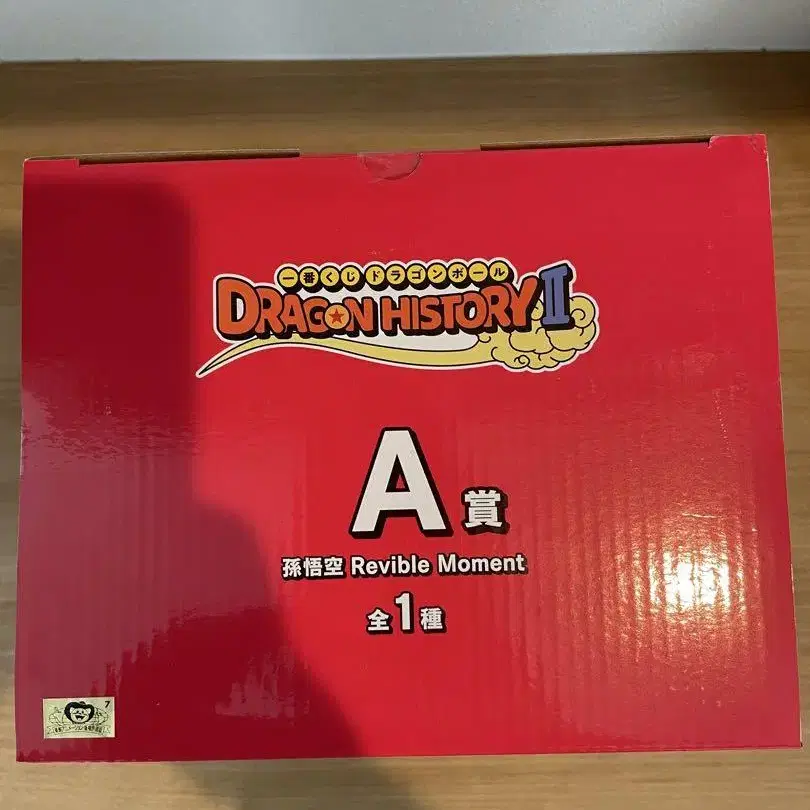 一番くじドラゴンボール
DRAGON HISTORY II
A賞
孫悟空 Revible Moment
全1種
7